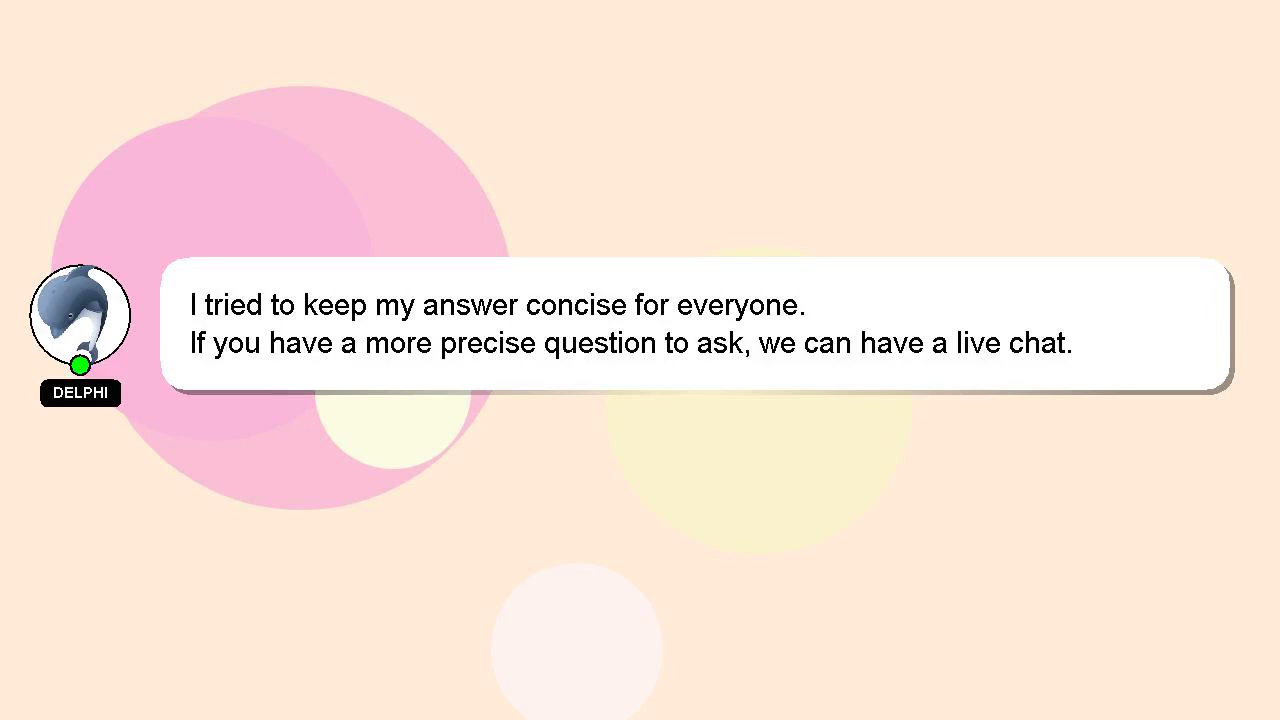 I tried to keep my answer concise for everyone.
If you have a more precise question to ask, we can have a live chat.
DELPHI